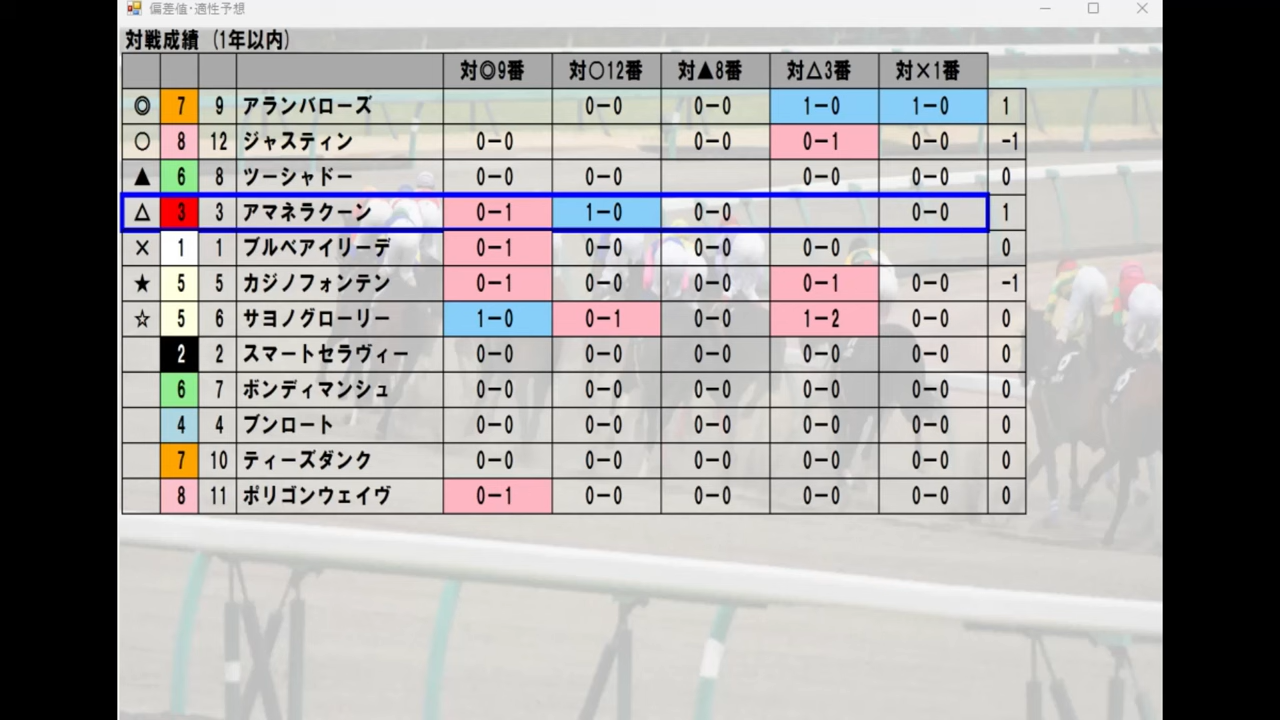 偏差値・適性予想
対戦成績 (1年以内)
対◎9番 対○12番 対▲8番 対△3番 対×1番
◎ 7 9 アランバローズ 0-0 0-0 1-0 1-0 1
○ 8 12 ジャスティン 0-0 0-0 0-1 0-0 -1
▲ 6 8 ツーシャドー 0-0 0-0 0-0 0-0 0
△ 3 3 アマネラクーン 0-1 1-0 0-0 0-0 1
× 1 1 ブルベアイリーデ 0-1 0-0 0-0 0-0 0
★ 5 5 カジノフォンテン 0-1 0-0 0-0 0-1 0-0 -1
☆ 5 6 サヨノグローリー 1-0 0-1 0-0 1-2 0-0 0
2 2 スマートセラヴィー 0-0 0-0 0-0 0-0 0-0 0
6 7 ボンディマンシュ 0-0 0-0 0-0 0-0 0-0 0
4 4 ブンロート 0-0 0-0 0-0 0-0 0-0 0
7 10 ティーズダンク 0-0 0-0 0-0 0-0 0-0 0
8 11 ポリゴンウェイヴ 0-1 0-0 0-0 0-0 0-0 0